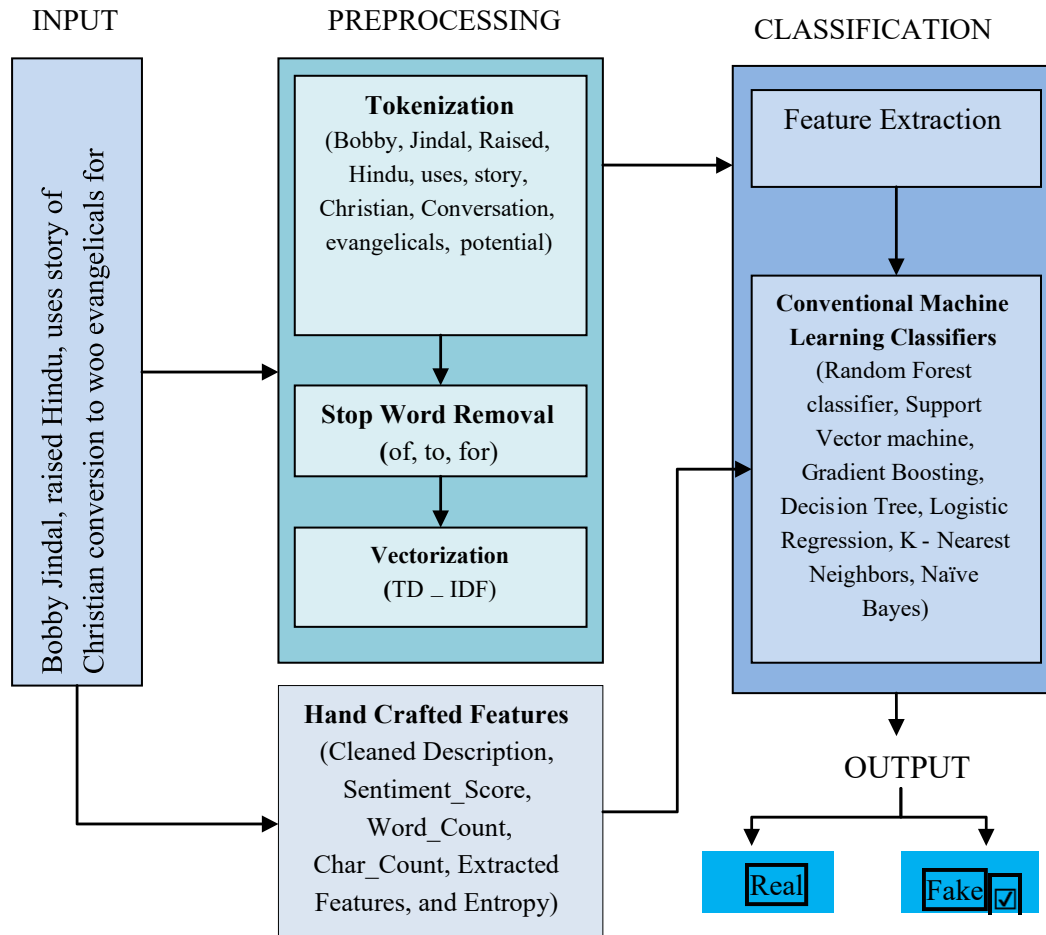 INPUT
Bobby Jindal, raised Hindu, uses story of
Christian conversion to woo evangelicals for
PREPROCESSING
Tokenization
(Bobby, Jindal, Raised,
Hindu, uses, story,
Christian, Conversation,
evangelicals, potential)
Stop Word Removal
(of, to, for)
Vectorization
(TD _ IDF)
Hand Crafted Features
(Cleaned Description,
Sentiment_Score,
Word_Count,
Char_Count, Extracted
Features, and Entropy)
CLASSIFICATION
Feature Extraction
Conventional Machine
Learning Classifiers
(Random Forest
classifier, Support
Vector machine,
Gradient Boosting,
Decision Tree, Logistic
Regression, K - Nearest
Neighbors, Naïve
Bayes)
OUTPUT
Real
Fake ☑